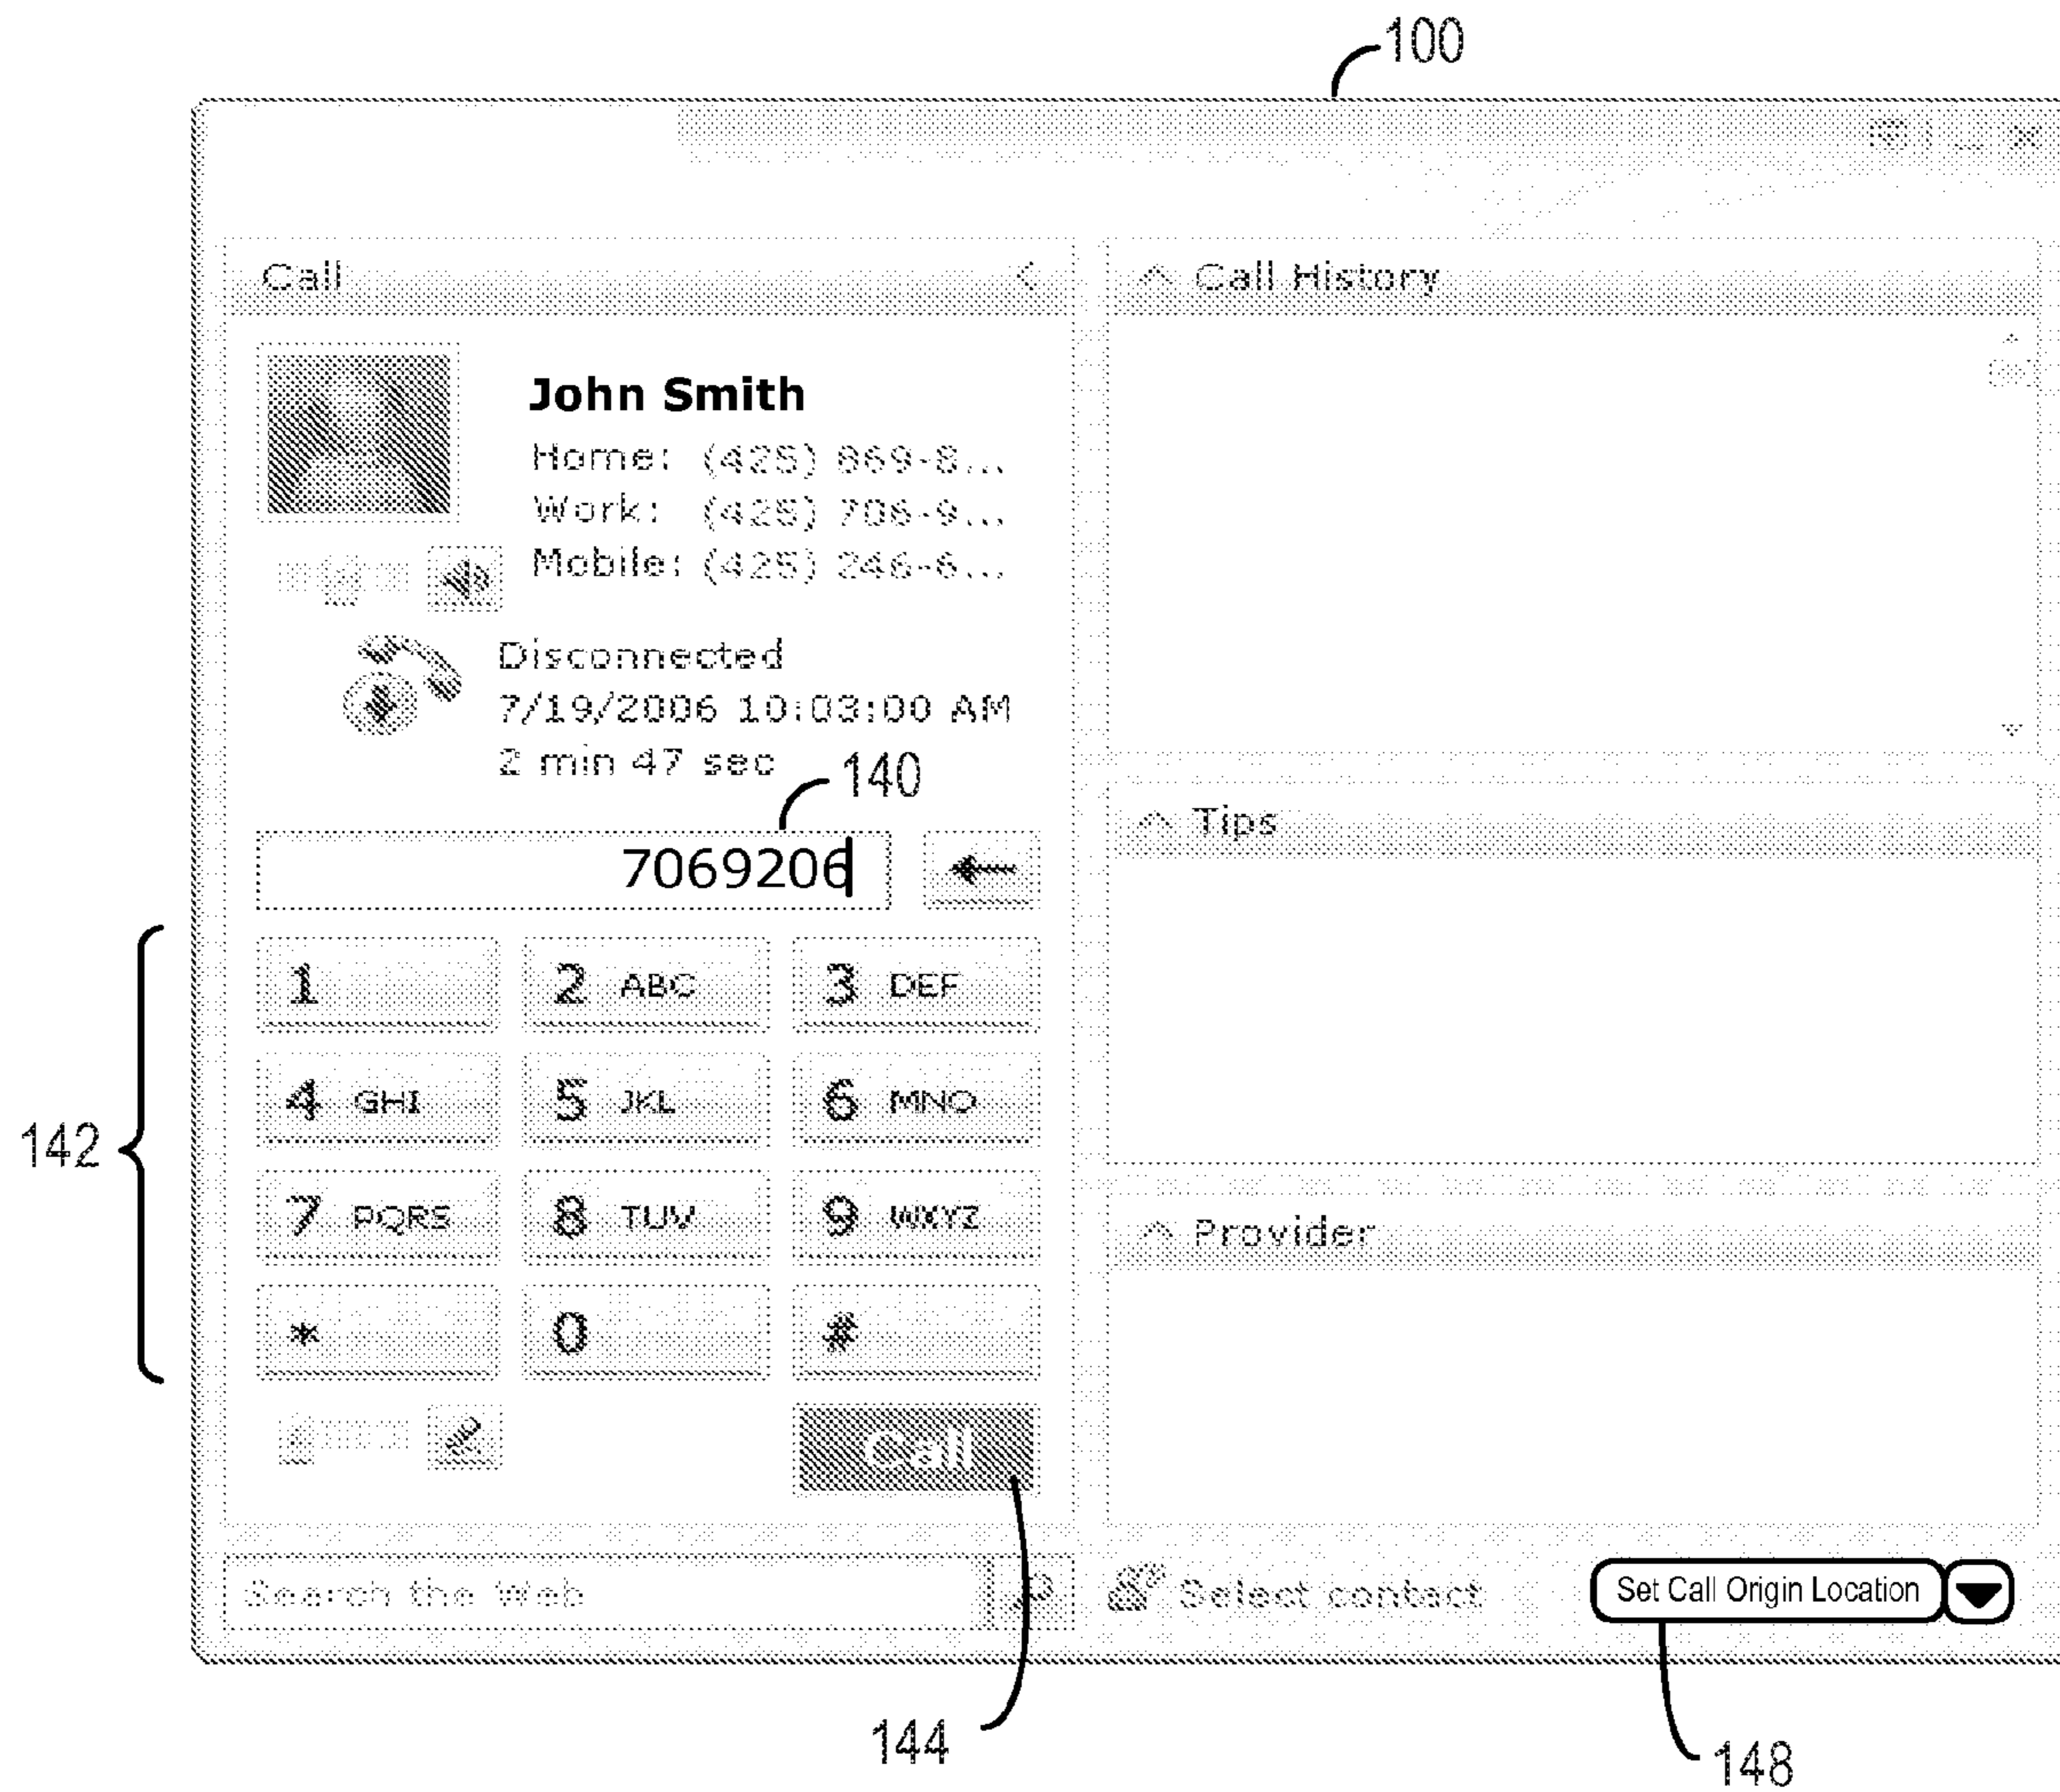 100
Call
Call History
John Smith
Home: (425) 869-8...
Work: (425) 706-9...
Mobile: (425) 246-6...
Disconnected
7/19/2006 10:03:00 AM
2 min 47 sec
140
7069206
Tips
1
2 ABC
3 DEF
4 GHI
5 JKL
6 MNO
142
7 PQRS
8 TUV
9 WXYZ
Provider
*
0
#
Call
Search the Web
Select contact
Set Call Origin Location
144
148